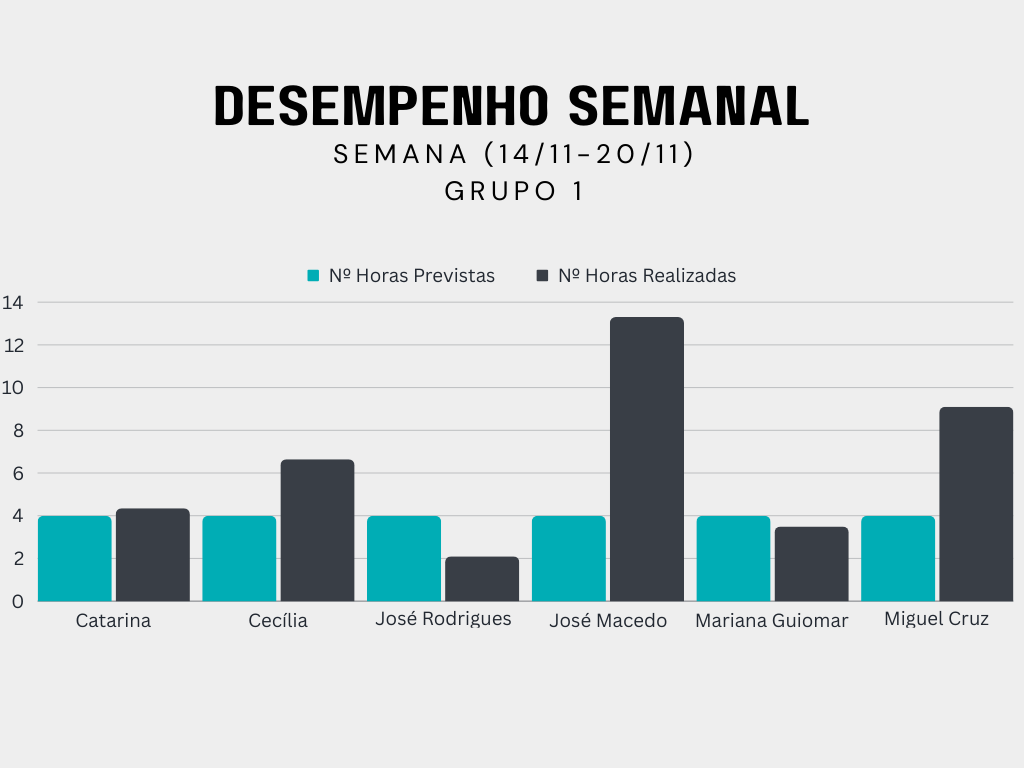 DESEMPENHO SEMANAL
SEMANA (14/11-20/11)
GRUPO 1
Nº Horas Previstas Nº Horas Realizadas
14
12
10
8
6
4
2
0
Catarina Cecília José Rodrigues José Macedo Mariana Guiomar Miguel Cruz